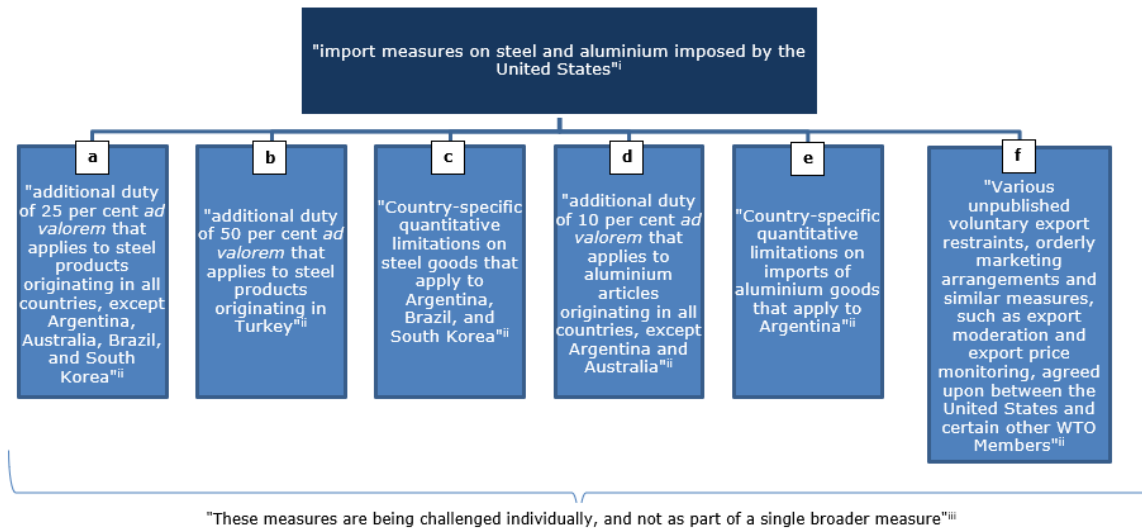 "import measures on steel and aluminium imposed by the
United States"ⁱ
a
"additional duty
of 25 per cent ad
valorem that
applies to steel
products
originating in all
countries, except
Argentina,
Australia, Brazil,
and South
Korea"ⁱⁱ
b
"additional duty
of 50 per cent ad
valorem that
applies to steel
products
originating in
Turkey"ⁱⁱ
c
"Country-specific
quantitative
limitations on
steel goods that
apply to
Argentina,
Brazil, and
South Korea"ⁱⁱ
d
"additional duty
of 10 per cent ad
valorem that
applies to
aluminium
articles
originating in all
countries, except
Argentina and
Australia"ⁱⁱ
e
"Country-specific
quantitative
limitations on
imports of
aluminium goods
that apply to
Argentina"ⁱⁱ
f
"Various
unpublished
voluntary export
restraints, orderly
marketing
arrangements and
similar measures,
such as export
moderation and
export price
monitoring, agreed
upon between the
United States and
certain other WTO
Members"ⁱⁱ
"These measures are being challenged individually, and not as part of a single broader measure"ⁱⁱⁱ